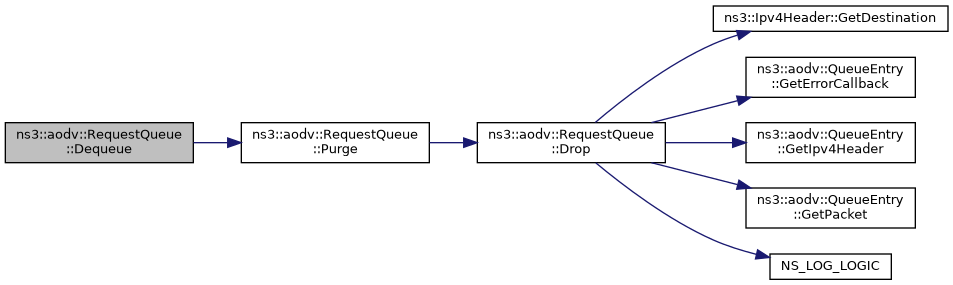 ns3::aodv::RequestQueue
::Dequeue
ns3::aodv::RequestQueue
::Purge
ns3::aodv::RequestQueue
::Drop
ns3::Ipv4Header::GetDestination
ns3::aodv::QueueEntry
::GetErrorCallback
ns3::aodv::QueueEntry
::GetIpv4Header
ns3::aodv::QueueEntry
::GetPacket
NS_LOG_LOGIC